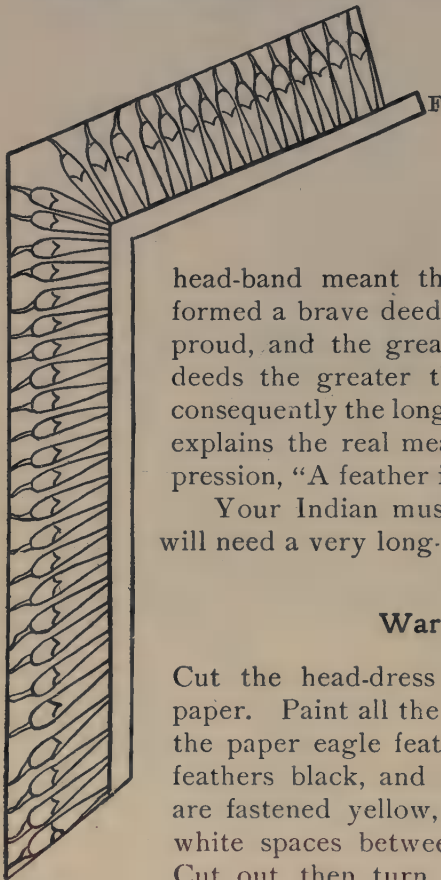 head-band meant th
formed a brave deed
proud, and the grea
deeds the greater t
consequently the long
explains the real mea
pression, "A feather i
Your Indian mus
will need a very long-
War
Cut the head-dress
paper. Paint all the
the paper eagle feat
feathers black, and
are fastened yellow,
white spaces betwee
Cut out, then turn